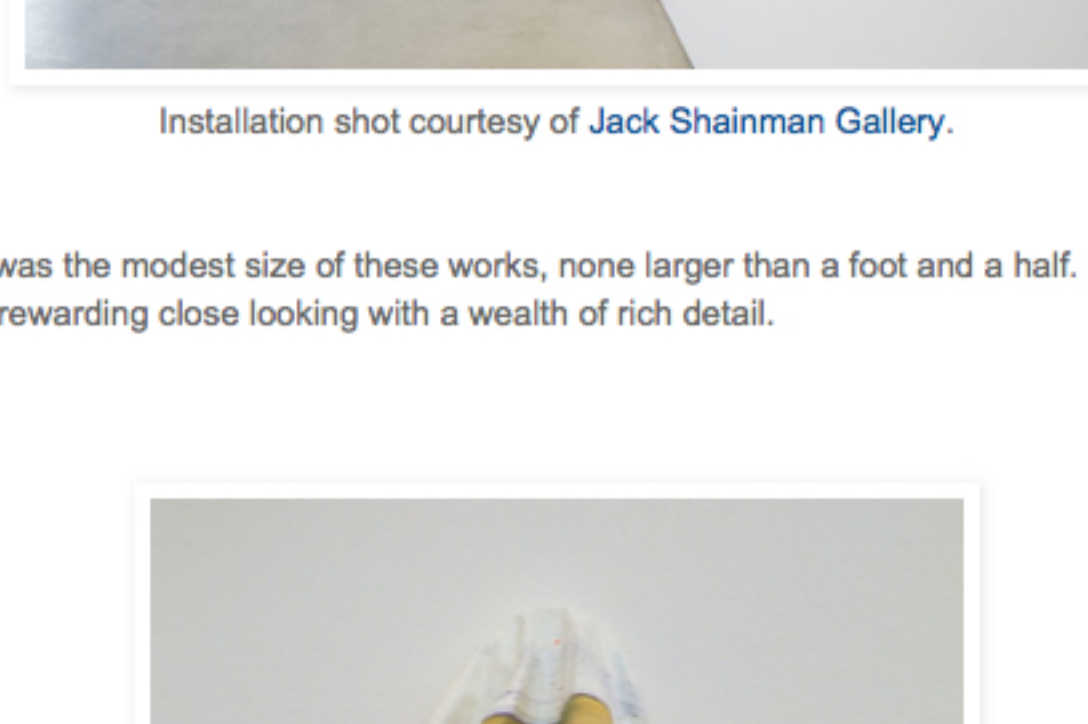 Installation shot courtesy of Jack Shainman Gallery.
was the modest size of these works, none larger than a foot and a half.
rewarding close looking with a wealth of rich detail.